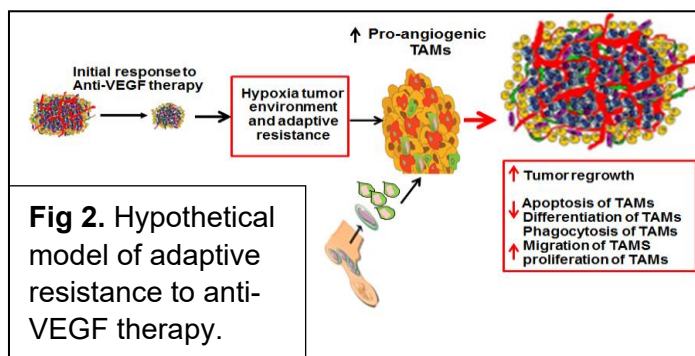 ↑ Pro-angiogenic
TAMs
Initial response to
Anti-VEGF therapy
Hypoxia tumor
environment
and adaptive
resistance
↑ Tumor regrowth
Apoptosis of TAMs
↓ Differentiation of TAMs
Phagocytosis of TAMs
↑ Migration of TAMS
proliferation of TAMs
Fig 2. Hypothetical
model of adaptive
resistance to anti-
VEGF therapy.